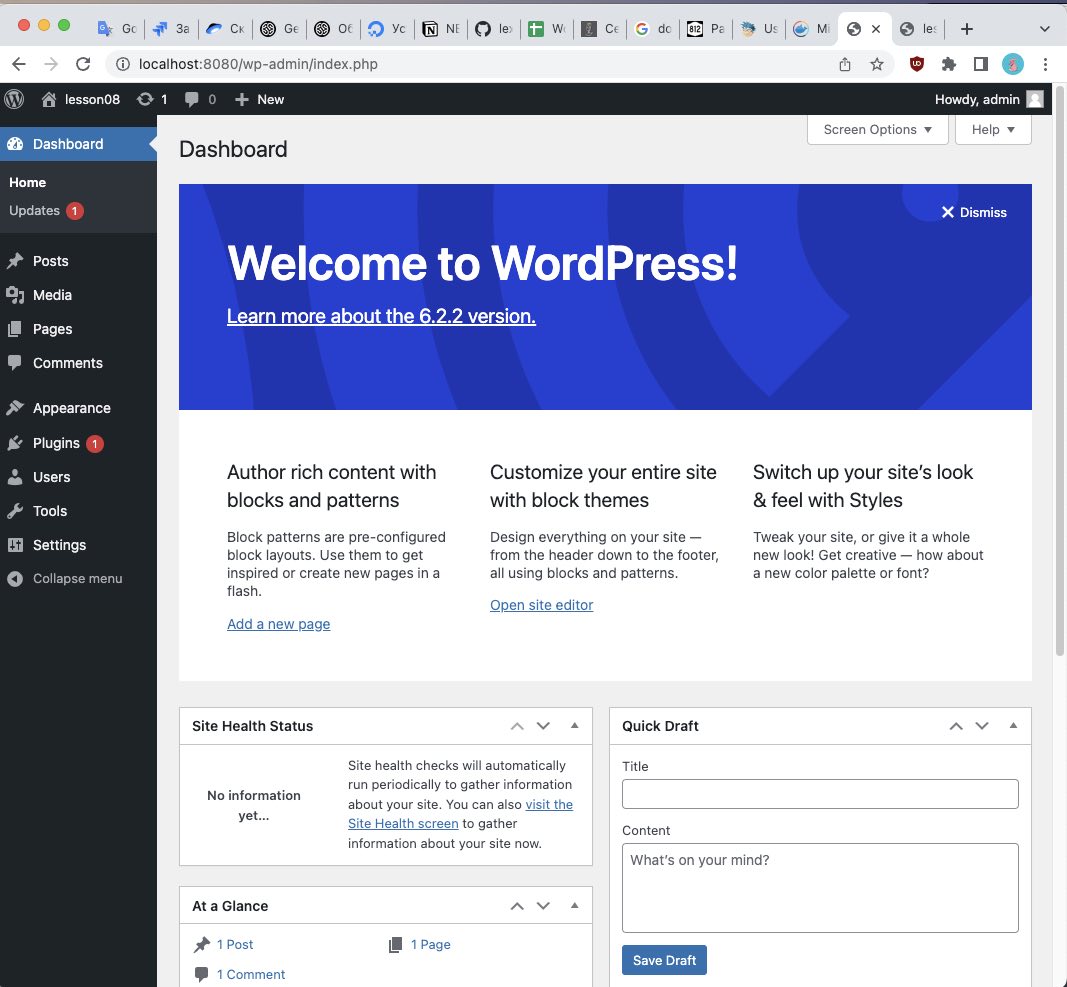 Go
За
Ск
Ge
Об
Ус
NE
lex
Wo
Се
do
812
Pa
Us
Mi
les
localhost:8080/wp-admin/index.php
lesson08
1
0
New
Howdy, admin
Screen Options
Help
Dashboard
Home
Updates 1
Posts
Media
Pages
Comments
Appearance
Plugins 1
Users
Tools
Settings
Collapse menu
Dashboard
Dismiss
Welcome to WordPress!
Learn more about the 6.2.2 version.
Author rich content with
blocks and patterns
Block patterns are pre-configured
block layouts. Use them to get
inspired or create new pages in a
flash.
Add a new page
Customize your entire site
with block themes
Design everything on your site —
from the header down to the footer,
all using blocks and patterns.
Open site editor
Switch up your site’s look
& feel with Styles
Tweak your site, or give it a whole
new look! Get creative — how about
a new color palette or font?
Site Health Status
No information
yet...
Site health checks will automatically
run periodically to gather information
about your site. You can also visit the
Site Health screen to gather
information about your site now.
At a Glance
1 Post
1 Page
1 Comment
Quick Draft
Title
Content
What’s on your mind?
Save Draft